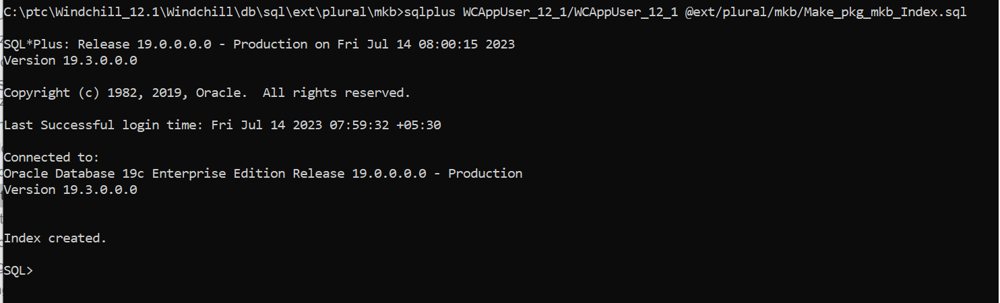 C:\ptc\Windchill_12.1\Windchill\db\sql\ext\plural\mkb>sqlplus WCAppUser_12_1/WCAppUser_12_1 @ext/plural/mkb/Make_pkg_mkb_Index.sql
SQL*Plus: Release 19.0.0.0.0 - Production on Fri Jul 14 08:00:15 2023
Version 19.3.0.0.0
Copyright (c) 1982, 2019, Oracle.  All rights reserved.
Last Successful login time: Fri Jul 14 2023 07:59:32 +05:30
Connected to:
Oracle Database 19c Enterprise Edition Release 19.0.0.0.0 - Production
Version 19.3.0.0.0
Index created.
SQL>